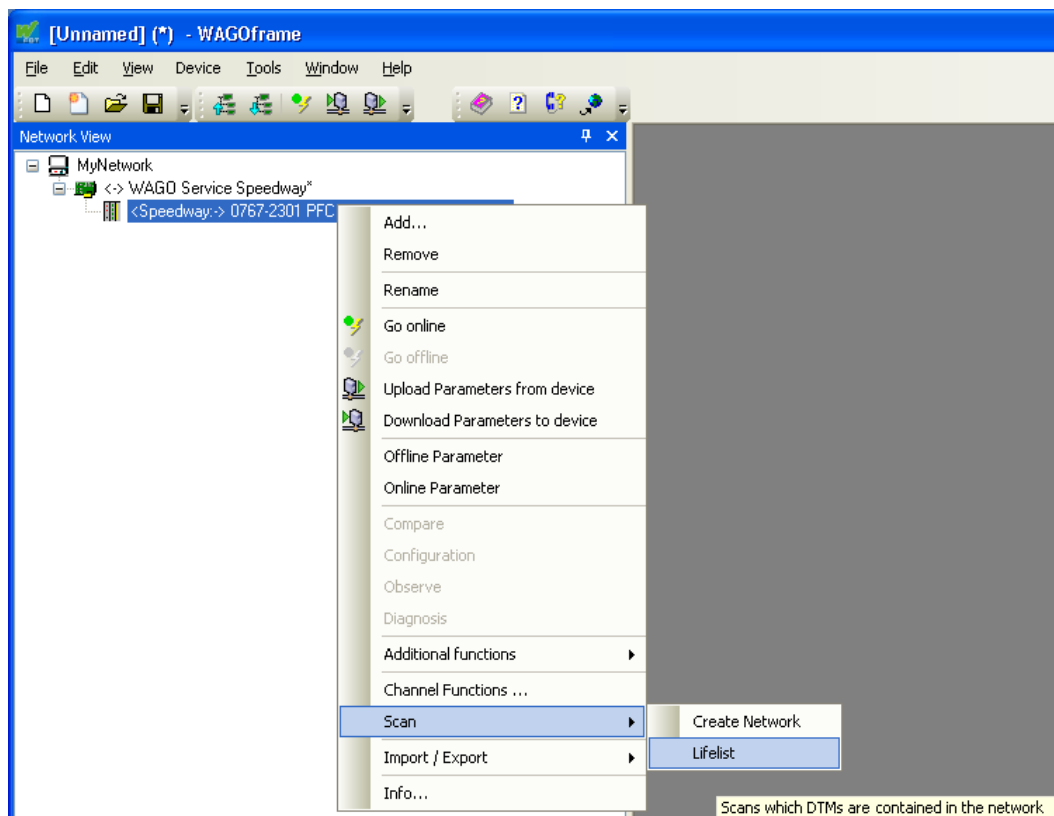 [Unnamed] (*) - WAGOframe
File Edit View Device Tools Window Help
Network View
MyNetwork
<-> WAGO Service Speedway*
<Speedway:-> 0767-2301 PFC
Add...
Remove
Rename
Go online
Go offline
Upload Parameters from device
Download Parameters to device
Offline Parameter
Online Parameter
Compare
Configuration
Observe
Diagnosis
Additional functions
Channel Functions ...
Scan
Create Network
Lifelist
Import / Export
Info...
Scans which DTMs are contained in the network